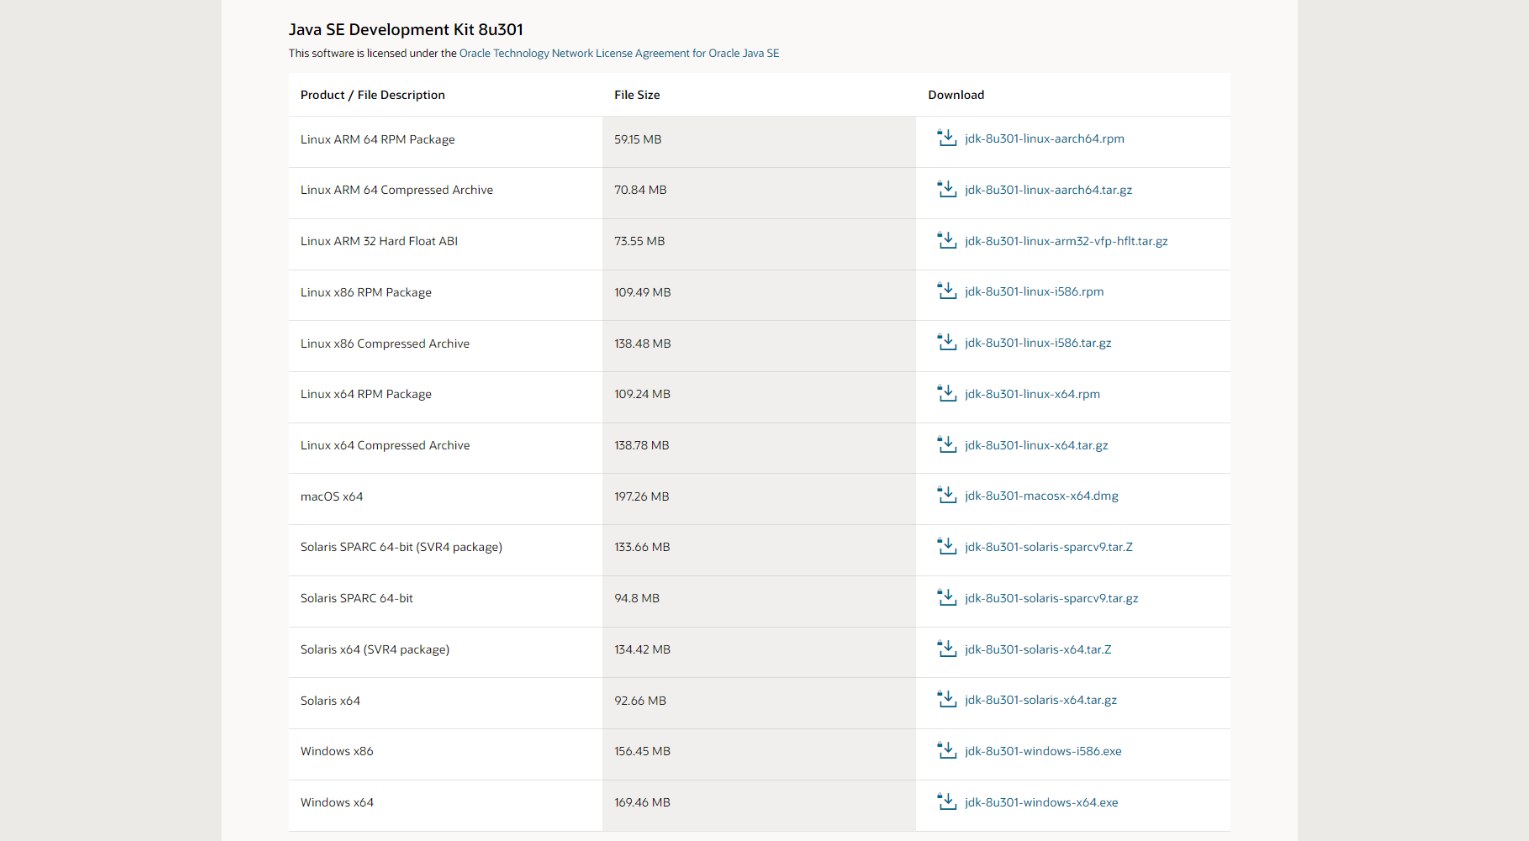 Java SE Development Kit 8u301
This software is licensed under the Oracle Technology Network License Agreement for Oracle Java SE
Product / File Description File Size Download
Linux ARM 64 RPM Package 59.15 MB jdk-8u301-linux-aarch64.rpm
Linux ARM 64 Compressed Archive 70.84 MB jdk-8u301-linux-aarch64.tar.gz
Linux ARM 32 Hard Float ABI 73.55 MB jdk-8u301-linux-arm32-vfp-hflt.tar.gz
Linux x86 RPM Package 109.49 MB jdk-8u301-linux-i586.rpm
Linux x86 Compressed Archive 138.48 MB jdk-8u301-linux-i586.tar.gz
Linux x64 RPM Package 109.24 MB jdk-8u301-linux-x64.rpm
Linux x64 Compressed Archive 138.78 MB jdk-8u301-linux-x64.tar.gz
macOS x64 197.26 MB jdk-8u301-macosx-x64.dmg
Solaris SPARC 64-bit (SVR4 package) 133.66 MB jdk-8u301-solaris-sparcv9.tar.Z
Solaris SPARC 64-bit 94.8 MB jdk-8u301-solaris-sparcv9.tar.gz
Solaris x64 (SVR4 package) 134.42 MB jdk-8u301-solaris-x64.tar.Z
Solaris x64 92.66 MB jdk-8u301-solaris-x64.tar.gz
Windows x86 156.45 MB jdk-8u301-windows-i586.exe
Windows x64 169.46 MB jdk-8u301-windows-x64.exe